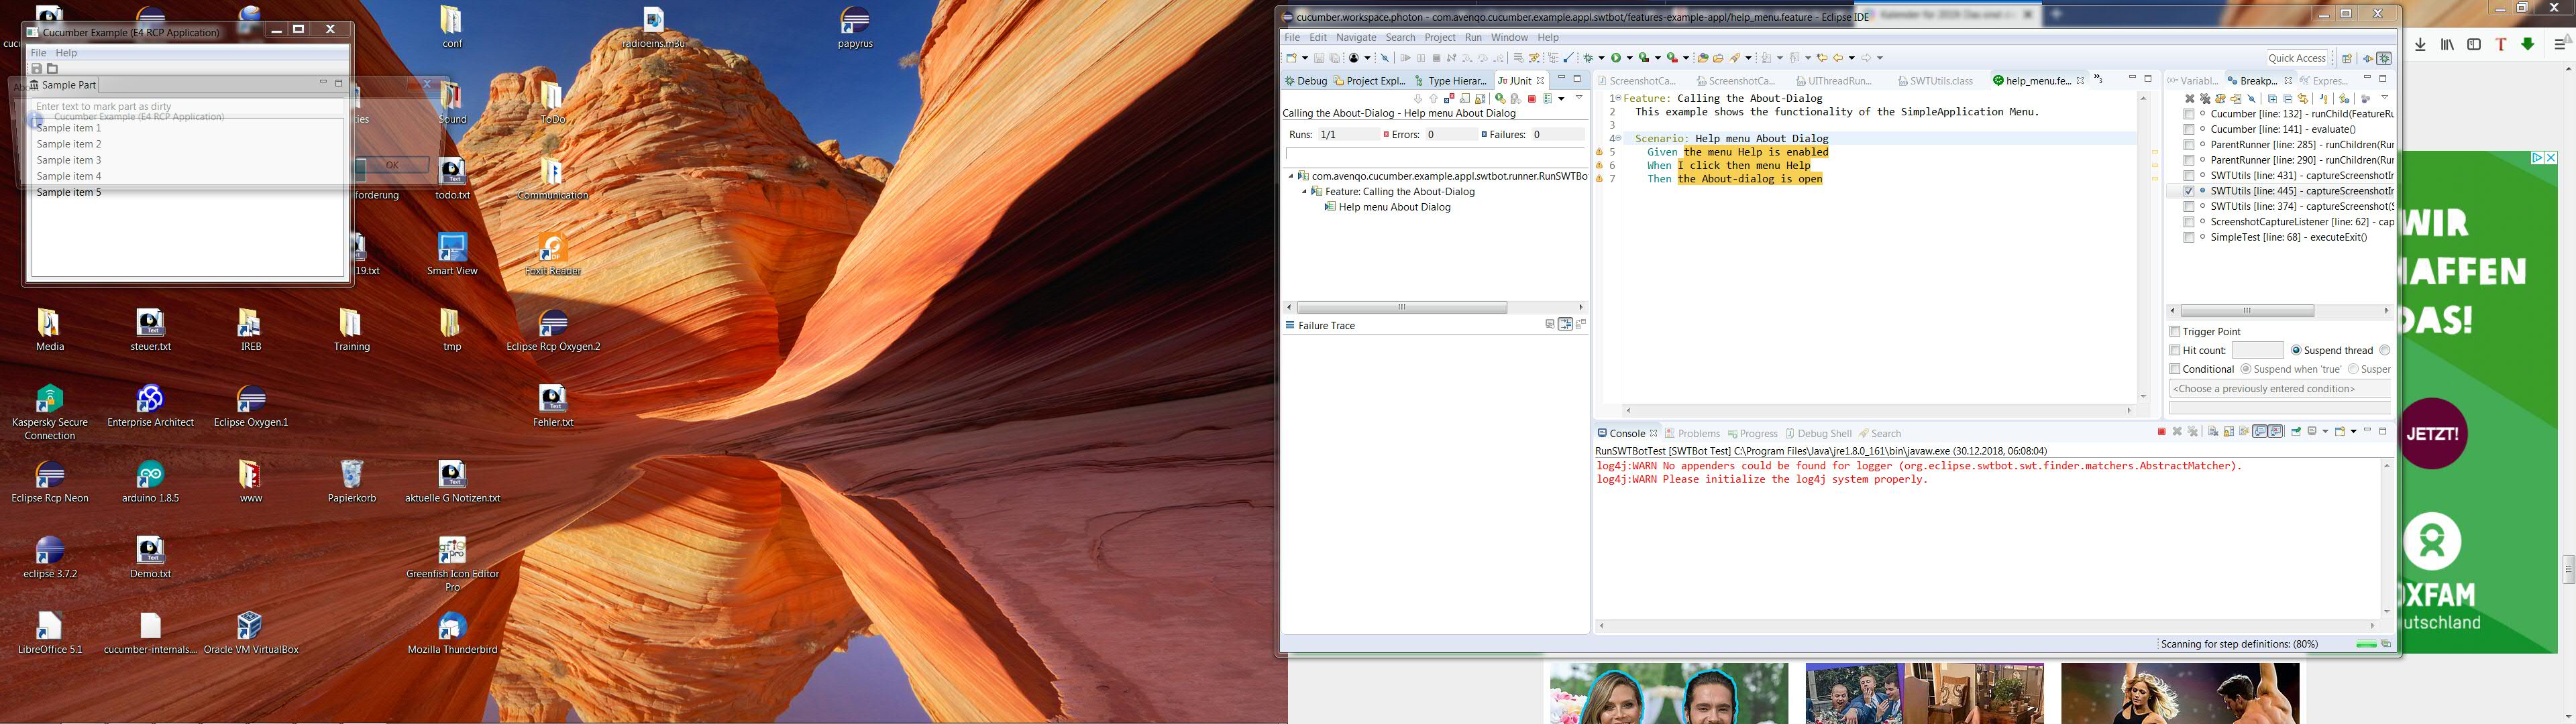 conf
radioeins.m3u
papyrus
Cucumber Example (E4 RCP Application)
File Help
Sample Part
Enter text to mark part as dirty
Cucumber Example (E4 RCP Application)
Sample item 1
Sample item 2
Sample item 3
Sample item 4
Sample item 5
OK
Sound
ToDo
forderung
todo.txt
Communication
19.txt
Smart View
Foxit Reader
Media
steuer.txt
IREB
Training
tmp
Eclipse Rcp Oxygen.2
Kaspersky Secure
Connection
Enterprise Architect
Eclipse Oxygen.1
Fehler.txt
Eclipse Rcp Neon
arduino 1.8.5
www
Papierkorb
aktuelle G Notizen.txt
eclipse 3.7.2
Demo.txt
Greenfish Icon Editor
Pro
LibreOffice 5.1
cucumber-internals....
Oracle VM VirtualBox
Mozilla Thunderbird
cucumber.workspace.photon - com.avenqo.cucumber.example.appl.swtbot/features-example-appl/help_menu.feature - Eclipse IDE
File Edit Navigate Search Project Run Window Help
Quick Access
Debug Project Expl... Type Hierar... JUnit
Calling the About-Dialog - Help menu About Dialog
Runs: 1/1 Errors: 0 Failures: 0
com.avenqo.cucumber.example.appl.swtbot.runner.RunSWTBo
Feature: Calling the About-Dialog
Help menu About Dialog
Failure Trace
ScreenshotCa... ScreenshotCa... UIThreadRun... SWTUtils.class help_menu.fe...
1 Feature: Calling the About-Dialog
2 This example shows the functionality of the SimpleApplication Menu.
3
4 Scenario: Help menu About Dialog
5 Given the menu Help is enabled
6 When I click then menu Help
7 Then the About-dialog is open
Variabl... Breakp... Expres...
Cucumber [line: 132] - runChild(FeatureRu
Cucumber [line: 141] - evaluate()
ParentRunner [line: 285] - runChildren(Rur
ParentRunner [line: 290] - runChildren(Rur
SWTUtils [line: 431] - captureScreenshotIr
SWTUtils [line: 445] - captureScreenshotIr
SWTUtils [line: 374] - captureScreenshot(S
ScreenshotCaptureListener [line: 62] - cap
SimpleTest [line: 68] - executeExit()
Trigger Point
Hit count: Suspend thread
Conditional Suspend when 'true' Susper
<Choose a previously entered condition>
Console Problems Progress Debug Shell Search
RunSWTBotTest [SWTBot Test] C:\Program Files\Java\jre1.8.0_161\bin\javaw.exe (30.12.2018, 06:08:04)
log4j:WARN No appenders could be found for logger (org.eclipse.swtbot.swt.finder.matchers.AbstractMatcher).
log4j:WARN Please initialize the log4j system properly.
Scanning for step definitions: (80%)
WIR
HAFFEN
DAS!
JETZT!
OXFAM
utschland